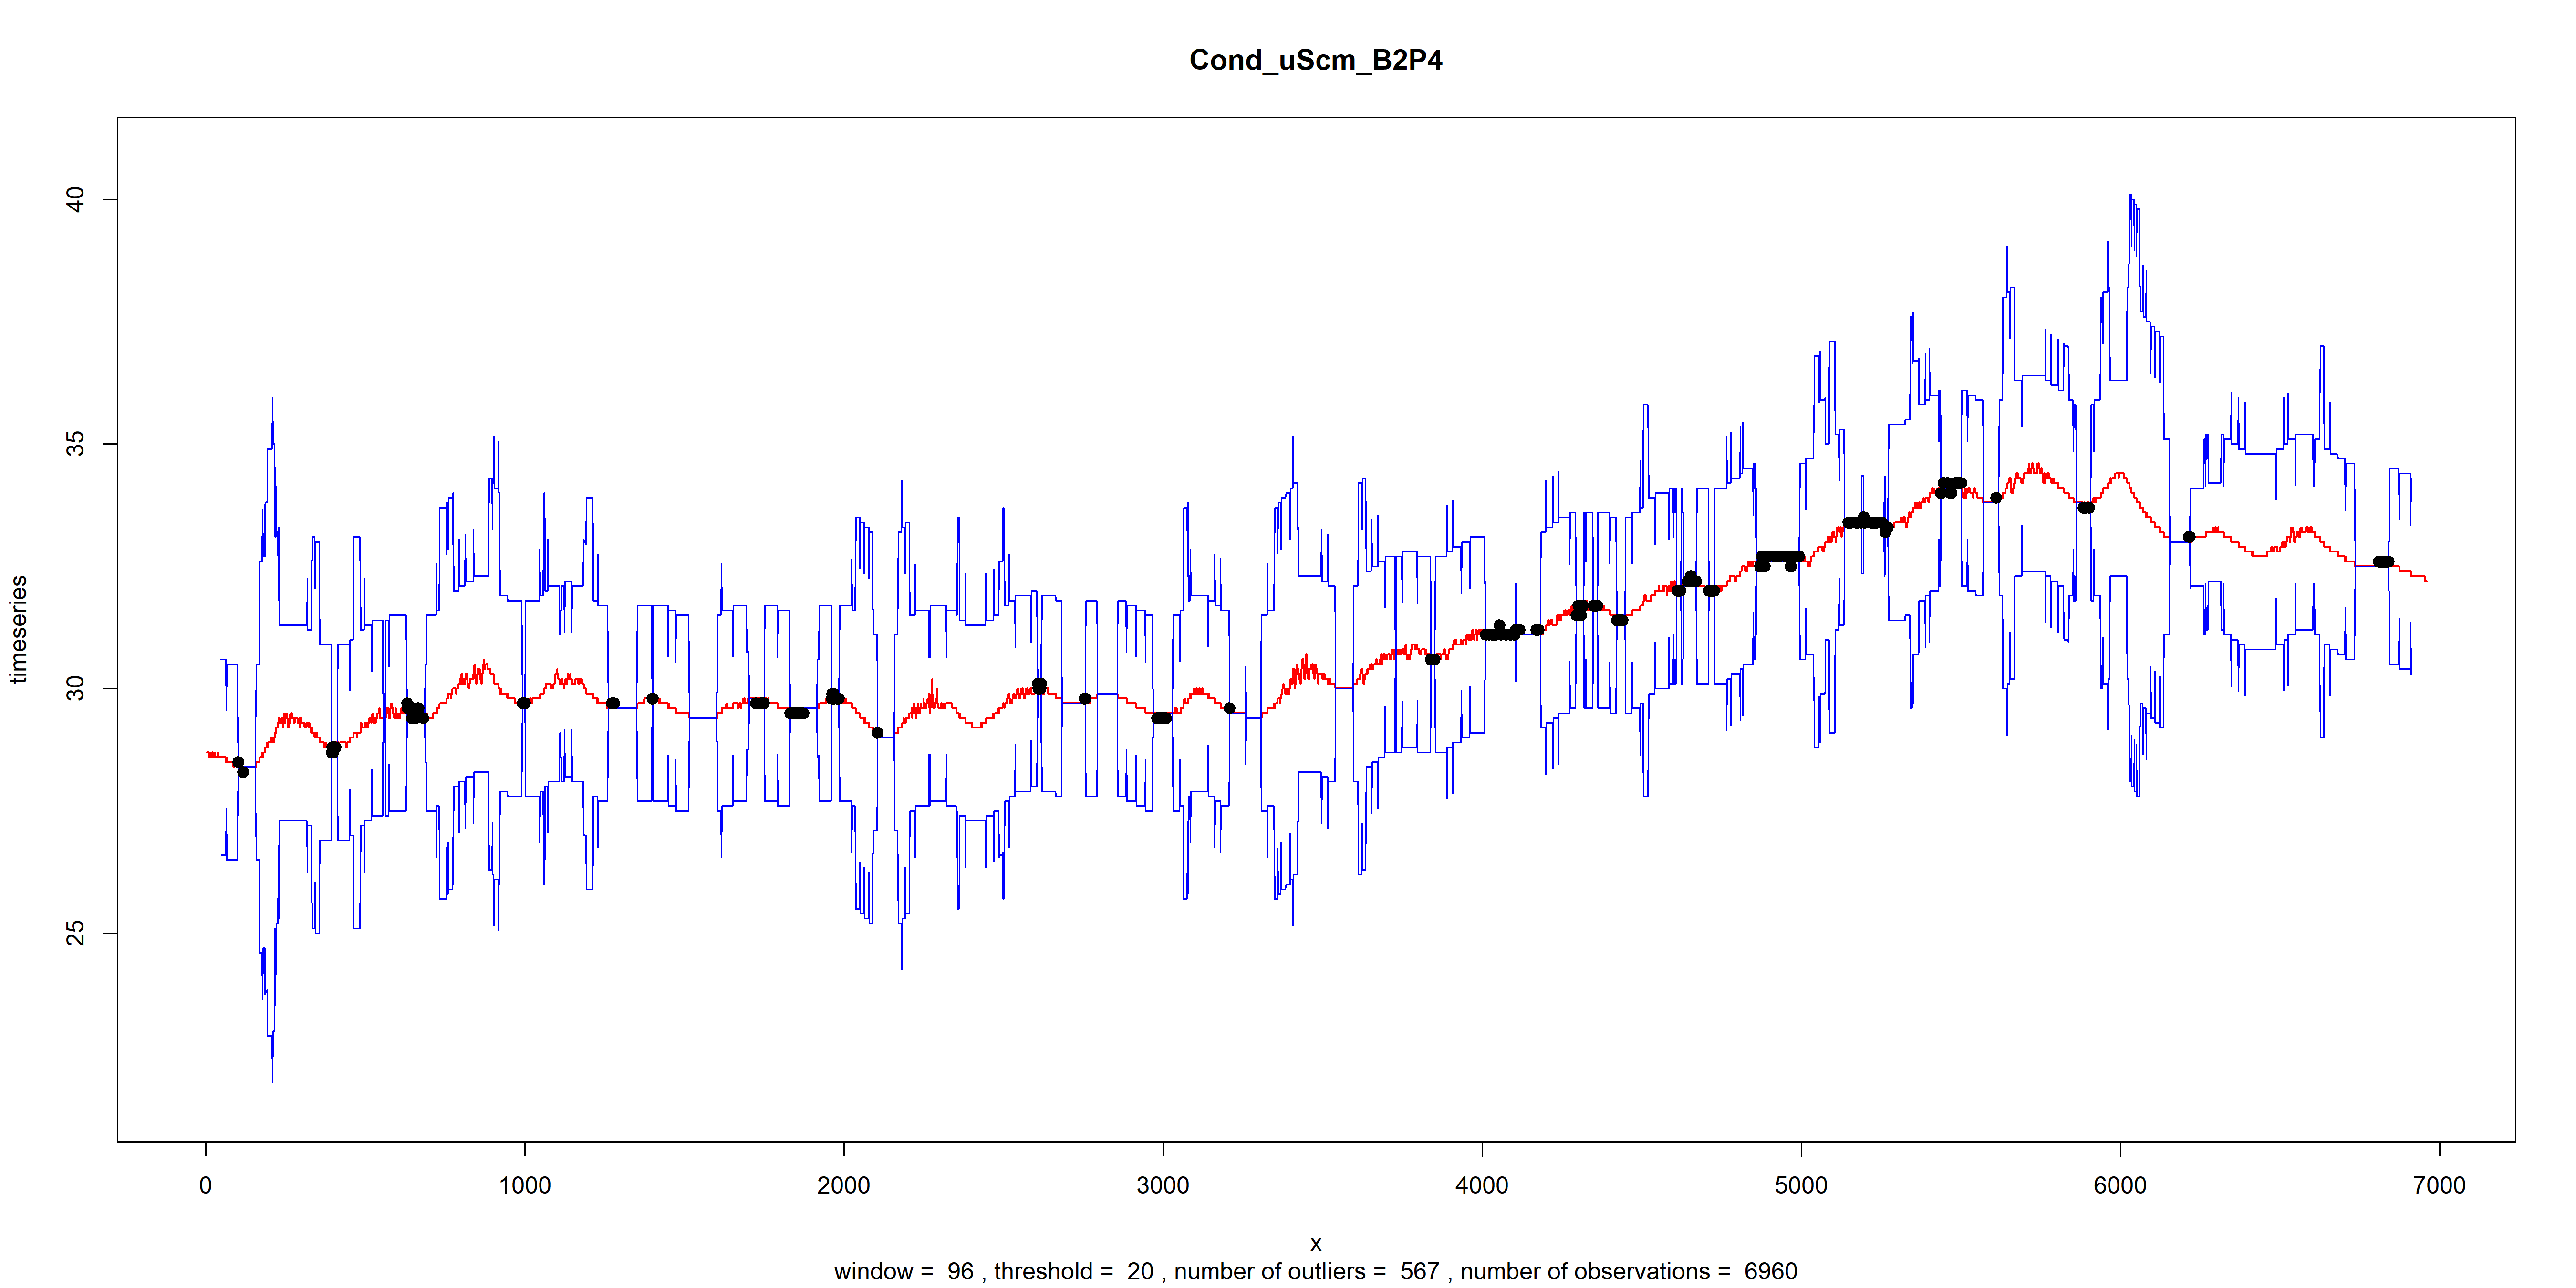 Cond_uScm_B2P4
timeseries
40
35
30
25
0 1000 2000 3000 4000 5000 6000 7000
x
window = 96 , threshold = 20 , number of outliers = 567 , number of observations = 6960